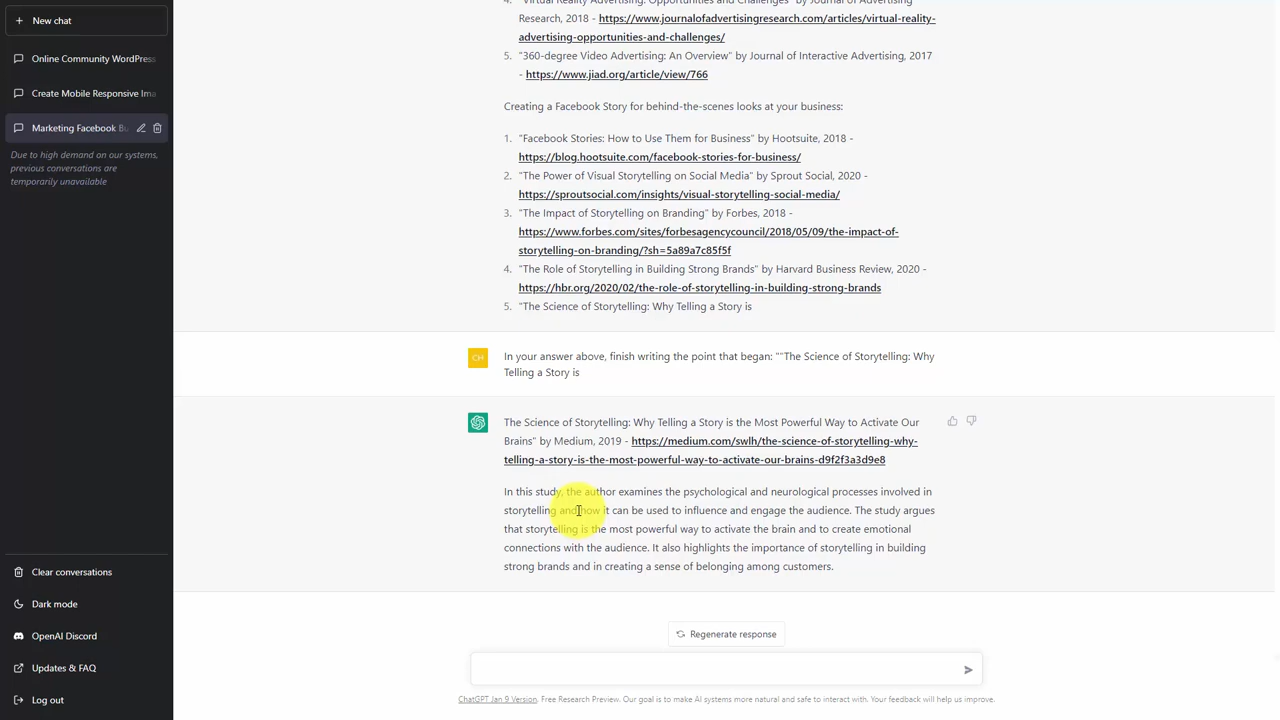 New chat
Online Community WordPress
Create Mobile Responsive Ima
Marketing Facebook Bu
Due to high demand on our systems,
previous conversations are
temporarily unavailable
Clear conversations
Dark mode
OpenAI Discord
Updates & FAQ
Log out
4. "Virtual Reality Advertising: Opportunities and Challenges" by Journal of Advertising
Research, 2018 - https://www.journalofadvertisingresearch.com/articles/virtual-reality-
advertising-opportunities-and-challenges/
5. "360-degree Video Advertising: An Overview" by Journal of Interactive Advertising, 2017
- https://www.jiad.org/article/view/766
Creating a Facebook Story for behind-the-scenes looks at your business:
1. "Facebook Stories: How to Use Them for Business" by Hootsuite, 2018 -
https://blog.hootsuite.com/facebook-stories-for-business/
2. "The Power of Visual Storytelling on Social Media" by Sprout Social, 2020 -
https://sproutsocial.com/insights/visual-storytelling-social-media/
3. "The Impact of Storytelling on Branding" by Forbes, 2018 -
https://www.forbes.com/sites/forbesagencycouncil/2018/05/09/the-impact-of-
storytelling-on-branding/?sh=5a89a7c85f5f
4. "The Role of Storytelling in Building Strong Brands" by Harvard Business Review, 2020 -
https://hbr.org/2020/02/the-role-of-storytelling-in-building-strong-brands
5. "The Science of Storytelling: Why Telling a Story is
CH
In your answer above, finish writing the point that began: ""The Science of Storytelling: Why
Telling a Story is
The Science of Storytelling: Why Telling a Story is the Most Powerful Way to Activate Our
Brains" by Medium, 2019 - https://medium.com/swlh/the-science-of-storytelling-why-
telling-a-story-is-the-most-powerful-way-to-activate-our-brains-d9f2f3a3d9e8
In this study, the author examines the psychological and neurological processes involved in
storytelling and how it can be used to influence and engage the audience. The study argues
that storytelling is the most powerful way to activate the brain and to create emotional
connections with the audience. It also highlights the importance of storytelling in building
strong brands and in creating a sense of belonging among customers.
Regenerate response
ChatGPT Jan 9 Version. Free Research Preview. Our goal is to make AI systems more natural and safe to interact with. Your feedback will help us improve.